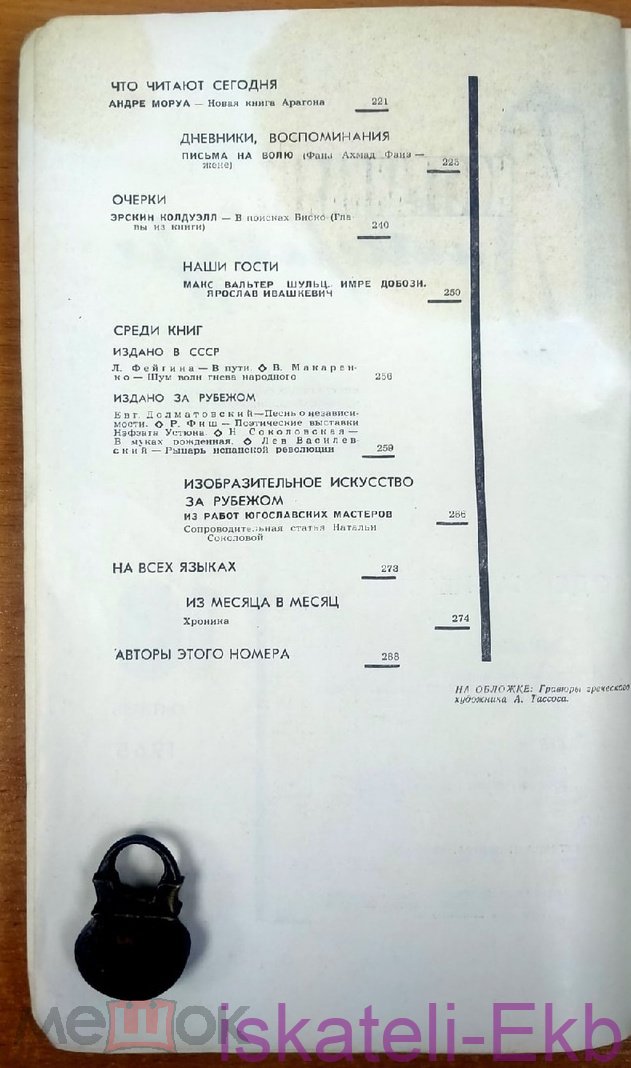 ЧТО ЧИТАЮТ СЕГОДНЯ
АНДРЕ МОРУА — Новая книга Арагона 221
ДНЕВНИКИ, ВОСПОМИНАНИЯ
ПИСЬМА НА ВОЛЮ (Фаиз Ахмад Фаиз —
жене) 225
ОЧЕРКИ
ЭРСКИН КОЛДУЭЛЛ — В поисках Биско (Гла-
вы из книги) 240
НАШИ ГОСТИ
МАКС ВАЛЬТЕР ШУЛЬЦ, ИМРЕ ДОБОЗИ,
ЯРОСЛАВ ИВАШКЕВИЧ 250
СРЕДИ КНИГ
ИЗДАНО В СССР
Л. Фейгина — В пути. ◇ В. Макарен-
ко — Шум волн гнева народного 256
ИЗДАНО ЗА РУБЕЖОМ
Евг. Долматовский — Песнь о независи-
мости. ◇ Р. Фиш — Поэтические выставки
Нэфзата Устюна. ◇ Н. Соколовская —
В муках рожденная. ◇ Лев Василев-
ский — Рыцарь испанской революции 259
ИЗОБРАЗИТЕЛЬНОЕ ИСКУССТВО
ЗА РУБЕЖОМ
ИЗ РАБОТ ЮГОСЛАВСКИХ МАСТЕРОВ 266
Сопроводительная статья Натальи
Соколовой
НА ВСЕХ ЯЗЫКАХ 273
ИЗ МЕСЯЦА В МЕСЯЦ
Хроника 274
АВТОРЫ ЭТОГО НОМЕРА 288
НА ОБЛОЖКЕ: Гравюры греческого
художника А. Тассоса.
мешок
iskateli-Ekb